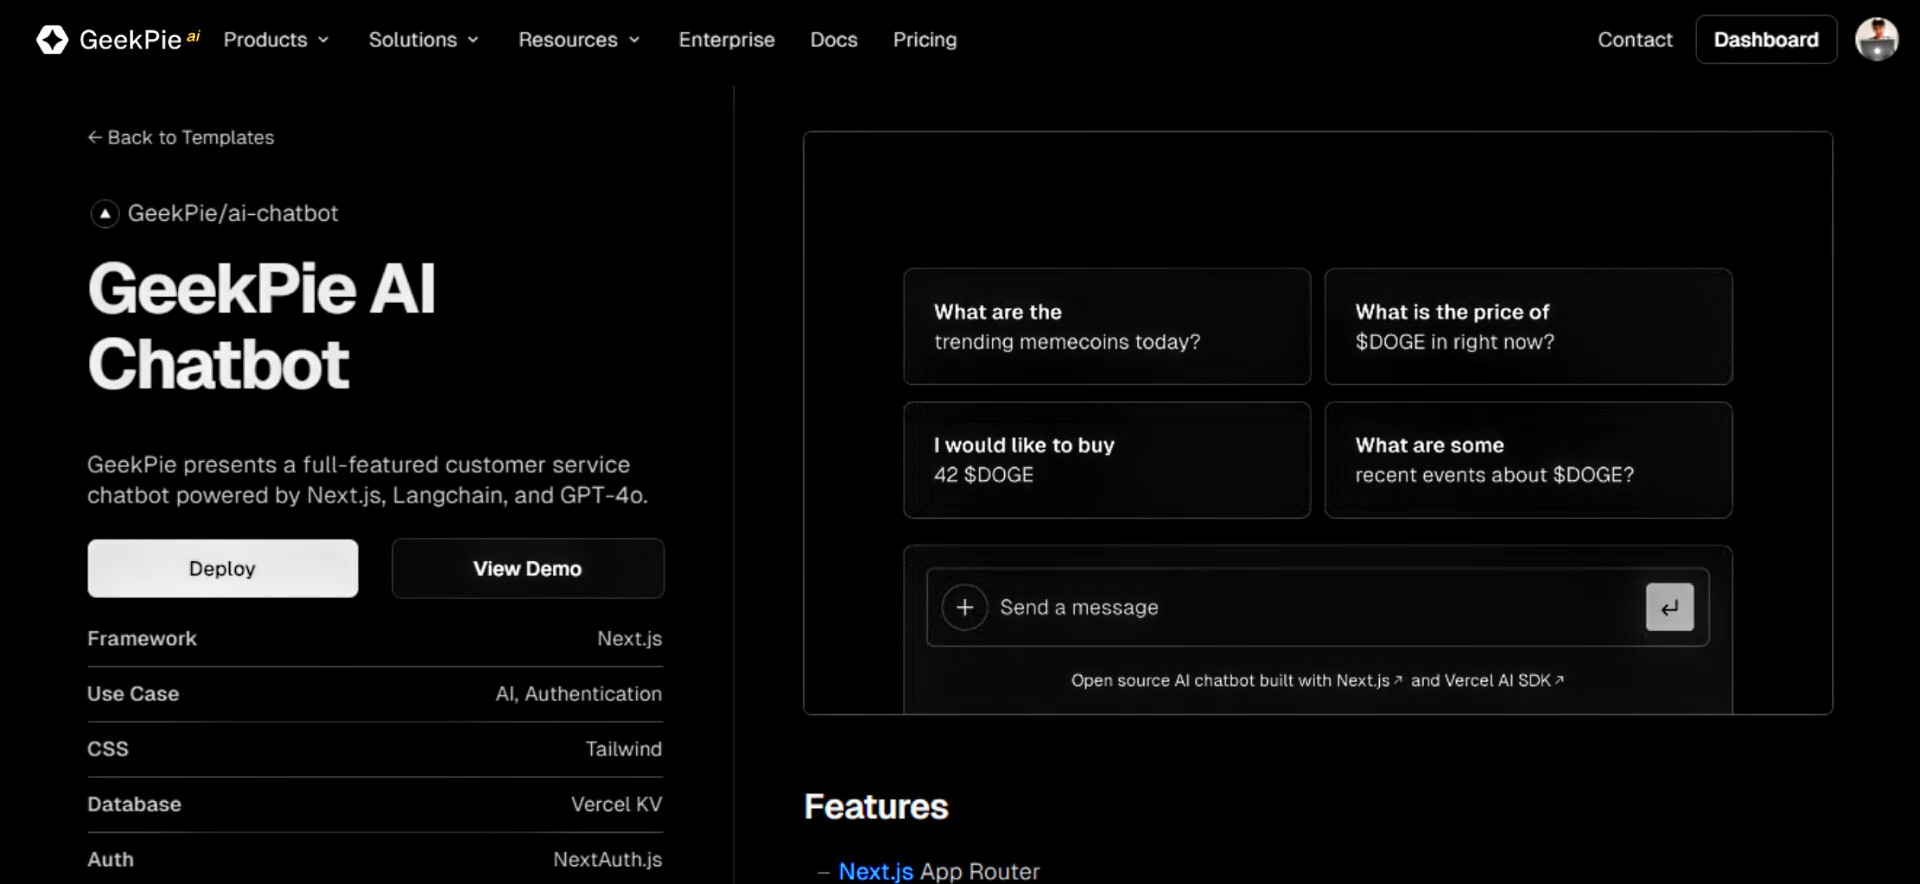 GeekPie ai Products Solutions Resources Enterprise Docs Pricing Contact Dashboard
← Back to Templates
GeekPie/ai-chatbot
GeekPie AI
Chatbot
GeekPie presents a full-featured customer service
chatbot powered by Next.js, Langchain, and GPT-4o.
Deploy View Demo
Framework Next.js
Use Case AI, Authentication
CSS Tailwind
Database Vercel KV
Auth NextAuth.js
What are the
trending memecoins today?
What is the price of
$DOGE in right now?
I would like to buy
42 $DOGE
What are some
recent events about $DOGE?
Send a message
Open source AI chatbot built with Next.js↗ and Vercel AI SDK↗
Features
– Next.js App Router